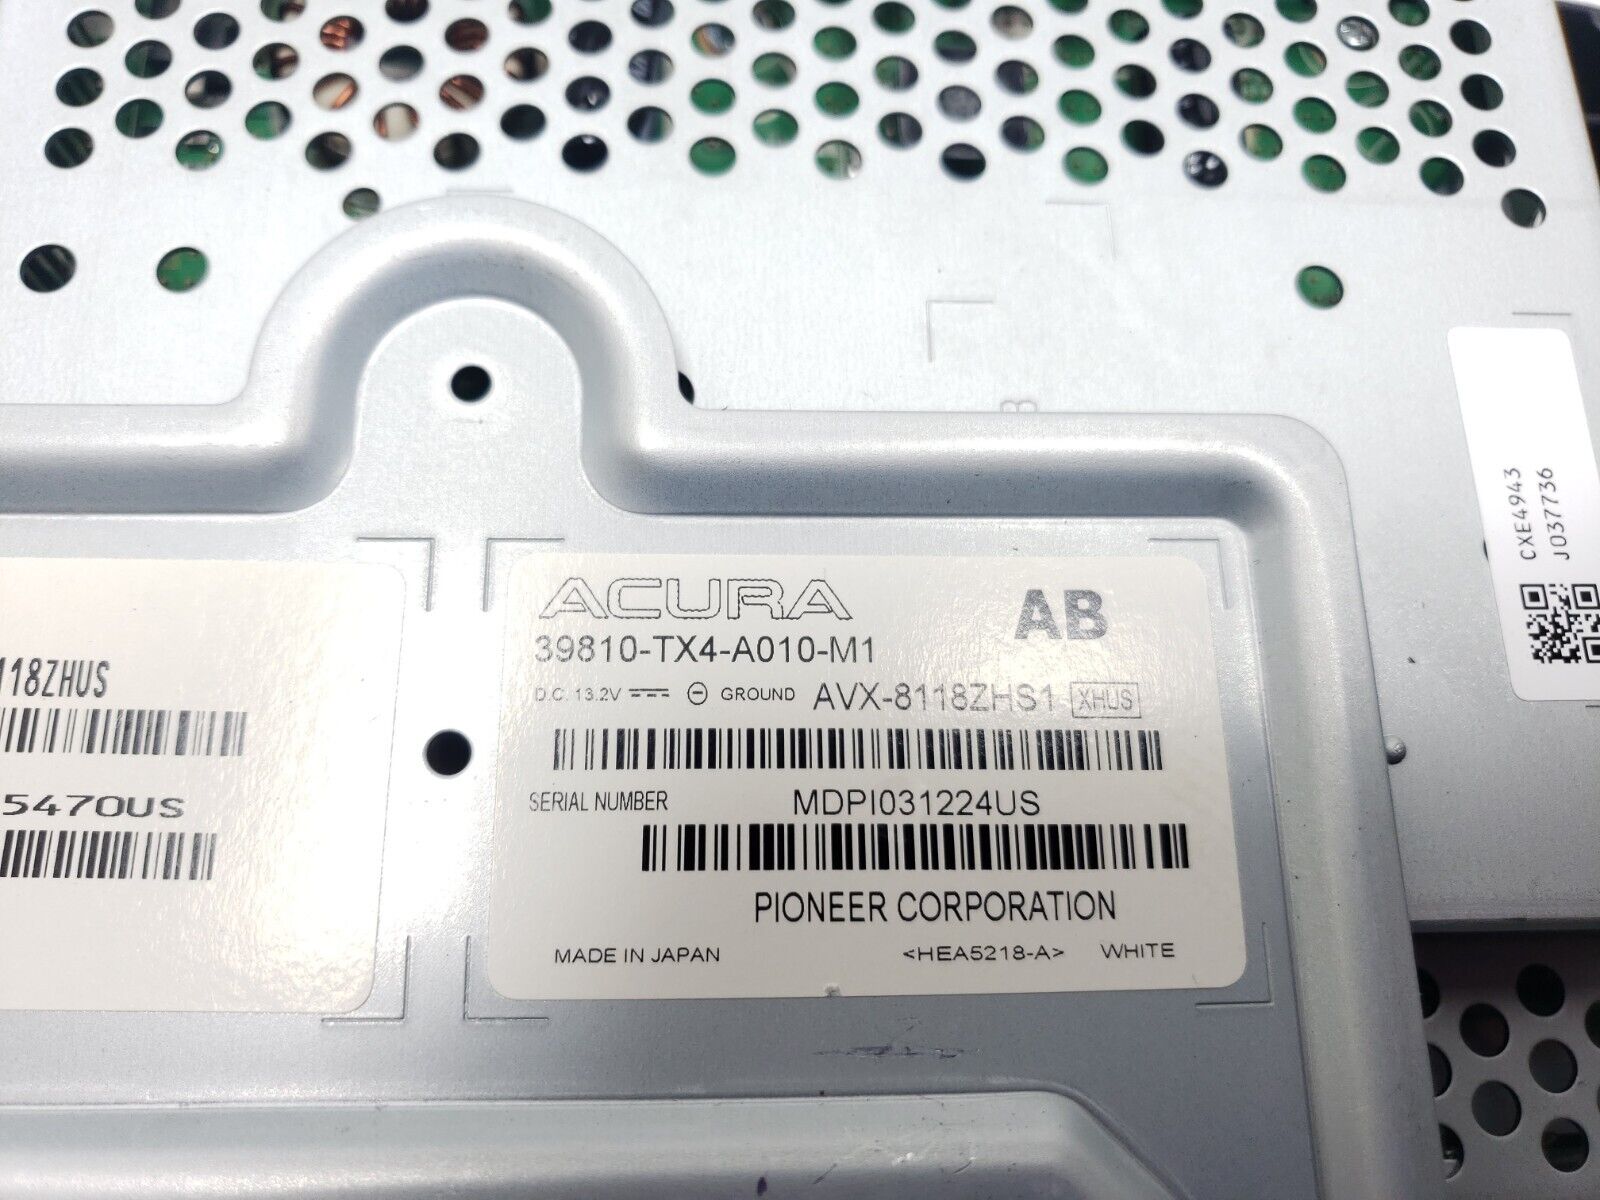 ACURA
AB
39810-TX4-A010-M1
D.C. 13.2V GROUND AVX-8118ZHS1 XHUS
SERIAL NUMBER MDPI031224US
PIONEER CORPORATION
MADE IN JAPAN <HEA5218-A> WHITE
118ZHUS
5470US
CXE4943
J037736
B